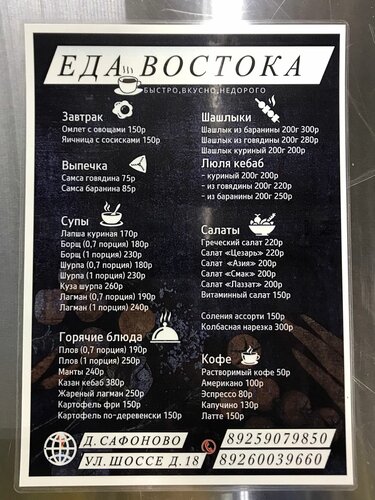 ЕДА ВОСТОКА
БЫСТРО,ВКУСНО,НЕДОРОГО
Завтрак
Омлет с овощами 150р
Яичница с сосисками 150р
Выпечка
Самса говядина 75р
Самса баранина 85р
Супы
Лапша куриная 170р
Борщ (0,7 порции) 180р
Борщ (1 порция) 230р
Шурпа (0,7 порции) 180р
Шурпа (1 порция) 230р
Куза шурпа 260р
Лагман (0,7 порции) 190р
Лагман (1 порция) 240р
Горячие блюда
Плов (0,7 порции) 190р
Плов (1 порция) 250р
Манты 240р
Казан кебаб 380р
Жареный лагман 250р
Картофель фри 150р
Картофель по-деревенски 150р
Шашлыки
Шашлык из баранины 200г 300р
Шашлык из говядины 200г 280р
Шашлык куриный 200г 200р
Люля кебаб
- куриный 200г 200р
- из говядины 200г 220р
- из баранины 200г 250р
Салаты
Греческий салат 220р
Салат «Цезарь» 220р
Салат «Азия» 200р
Салат «Смак» 200р
Салат «Лаззат» 200р
Витаминный салат 150р
Соления ассорти 150р
Колбасная нарезка 300р
Кофе
Растворимый кофе 50р
Американо 100р
Эспрессо 80р
Капучино 130р
Латте 150р
Д. САФОНОВО
УЛ. ШОССЕ Д.18
89259079850
89260039660